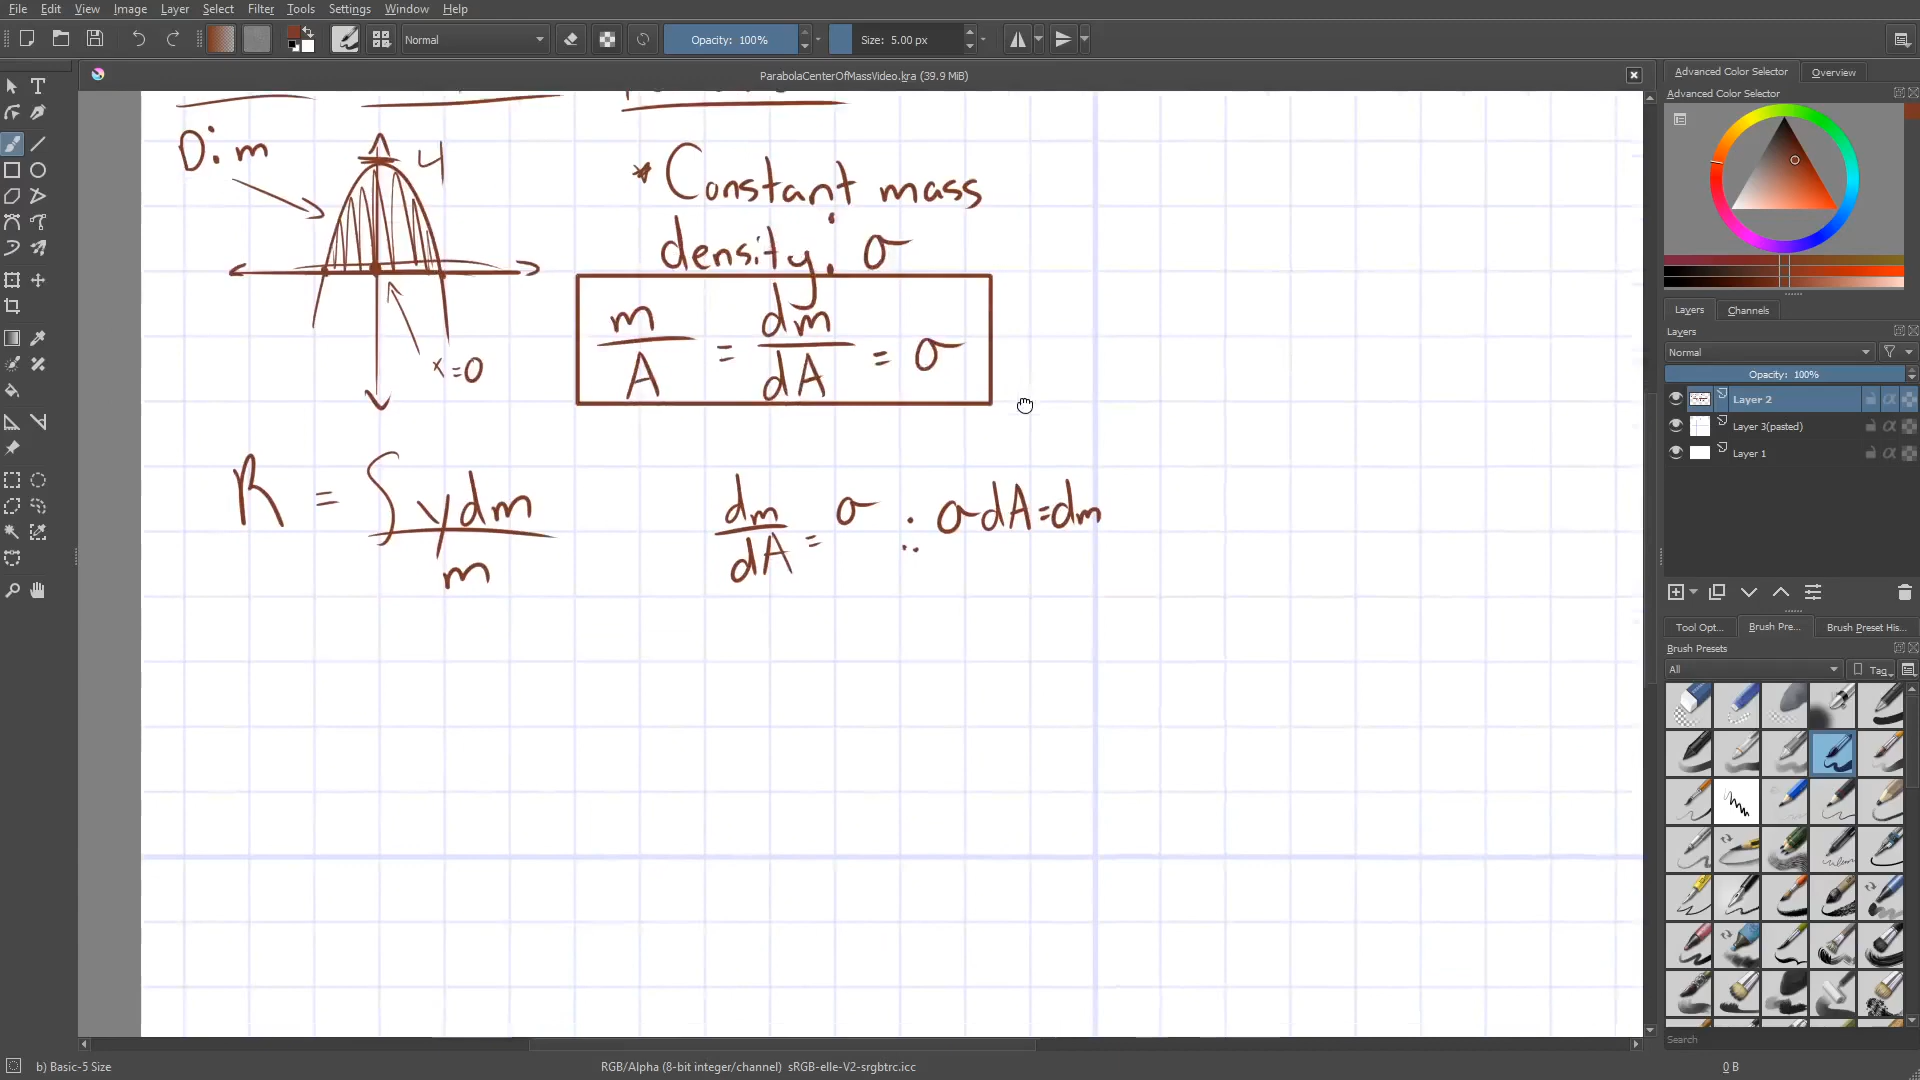 File Edit View Image Layer Select Filter Tools Settings Window Help
Normal Opacity: 100% Size: 5.00 px
ParabolaCenterOfMassVideo.kra (39.9 MiB)
Advanced Color Selector Overview
Advanced Color Selector
D: m
4
x=0
* Constant mass
density: σ
m/A = dm/dA = σ
R = ∫ydm/m
dm/dA = σ ∴ σdA=dm
Layers Channels
Layers
Normal
Opacity: 100%
Layer 2
Layer 3(pasted)
Layer 1
Tool Opt... Brush Pre... Brush Preset His...
Brush Presets
All Tag
Search
b) Basic-5 Size
RGB/Alpha (8-bit integer/channel) sRGB-elle-V2-srgbtrc.icc
0 B